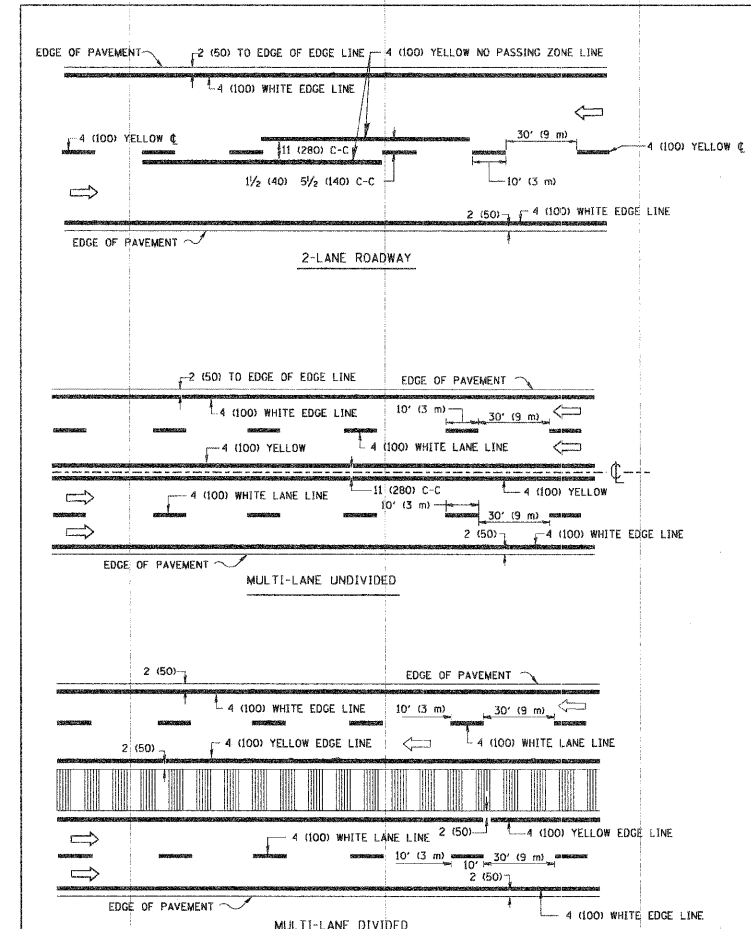 EDGE OF PAVEMENT
2 (50) TO EDGE OF EDGE LINE
4 (100) YELLOW NO PASSING ZONE LINE
4 (100) WHITE EDGE LINE
4 (100) YELLOW ℄
11 (280) C-C
30' (9 m)
4 (100) YELLOW ℄
1½ (40)
5½ (140) C-C
10' (3 m)
2 (50)
4 (100) WHITE EDGE LINE
EDGE OF PAVEMENT
2-LANE ROADWAY
2 (50) TO EDGE OF EDGE LINE
EDGE OF PAVEMENT
4 (100) WHITE EDGE LINE
10' (3 m)
30' (9 m)
4 (100) YELLOW
4 (100) WHITE LANE LINE
℄
4 (100) WHITE LANE LINE
11 (280) C-C
4 (100) YELLOW
10' (3 m)
30' (9 m)
2 (50)
4 (100) WHITE EDGE LINE
EDGE OF PAVEMENT
MULTI-LANE UNDIVIDED
2 (50)
EDGE OF PAVEMENT
4 (100) WHITE EDGE LINE
10' (3 m)
30' (9 m)
2 (50)
4 (100) YELLOW EDGE LINE
4 (100) WHITE LANE LINE
4 (100) WHITE LANE LINE
2 (50)
4 (100) YELLOW EDGE LINE
10' (3 m)
30' (9 m)
10'
2 (50)
EDGE OF PAVEMENT
4 (100) WHITE EDGE LINE
MULTI-LANE DIVIDED